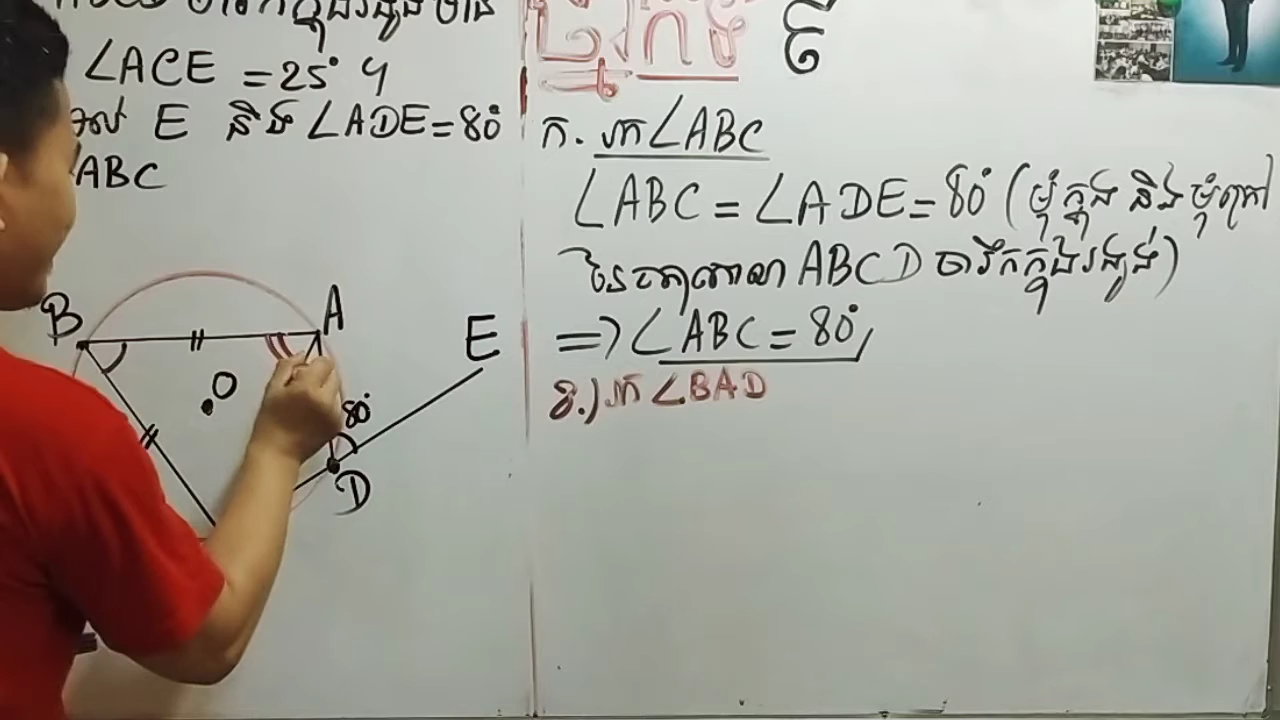 ∠ACE = 25° ។
E និង ∠ADE = 80°
ABC
B
A
E
O
80°
D
ក. រក ∠ABC
∠ABC = ∠ADE = 80° (មុំក្នុង និងមុំក្រៅ
នៃចតុកោណ ABCD ចារឹកក្នុងរង្វង់)
=> ∠ABC = 80°,
ខ.) រក ∠BAD